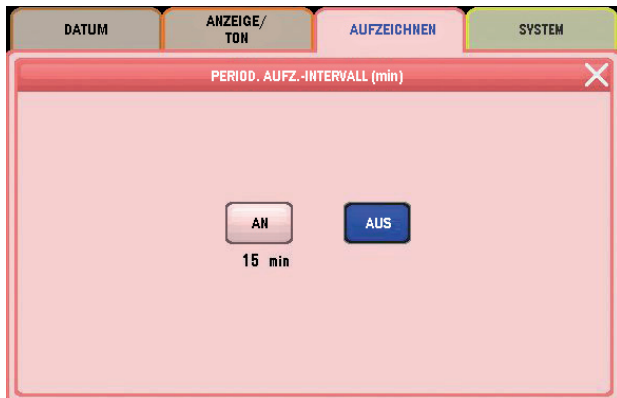 DATUM
ANZEIGE/
TON
AUFZEICHNEN
SYSTEM
PERIOD. AUFZ.-INTERVALL (min)
AN
AUS
15 min